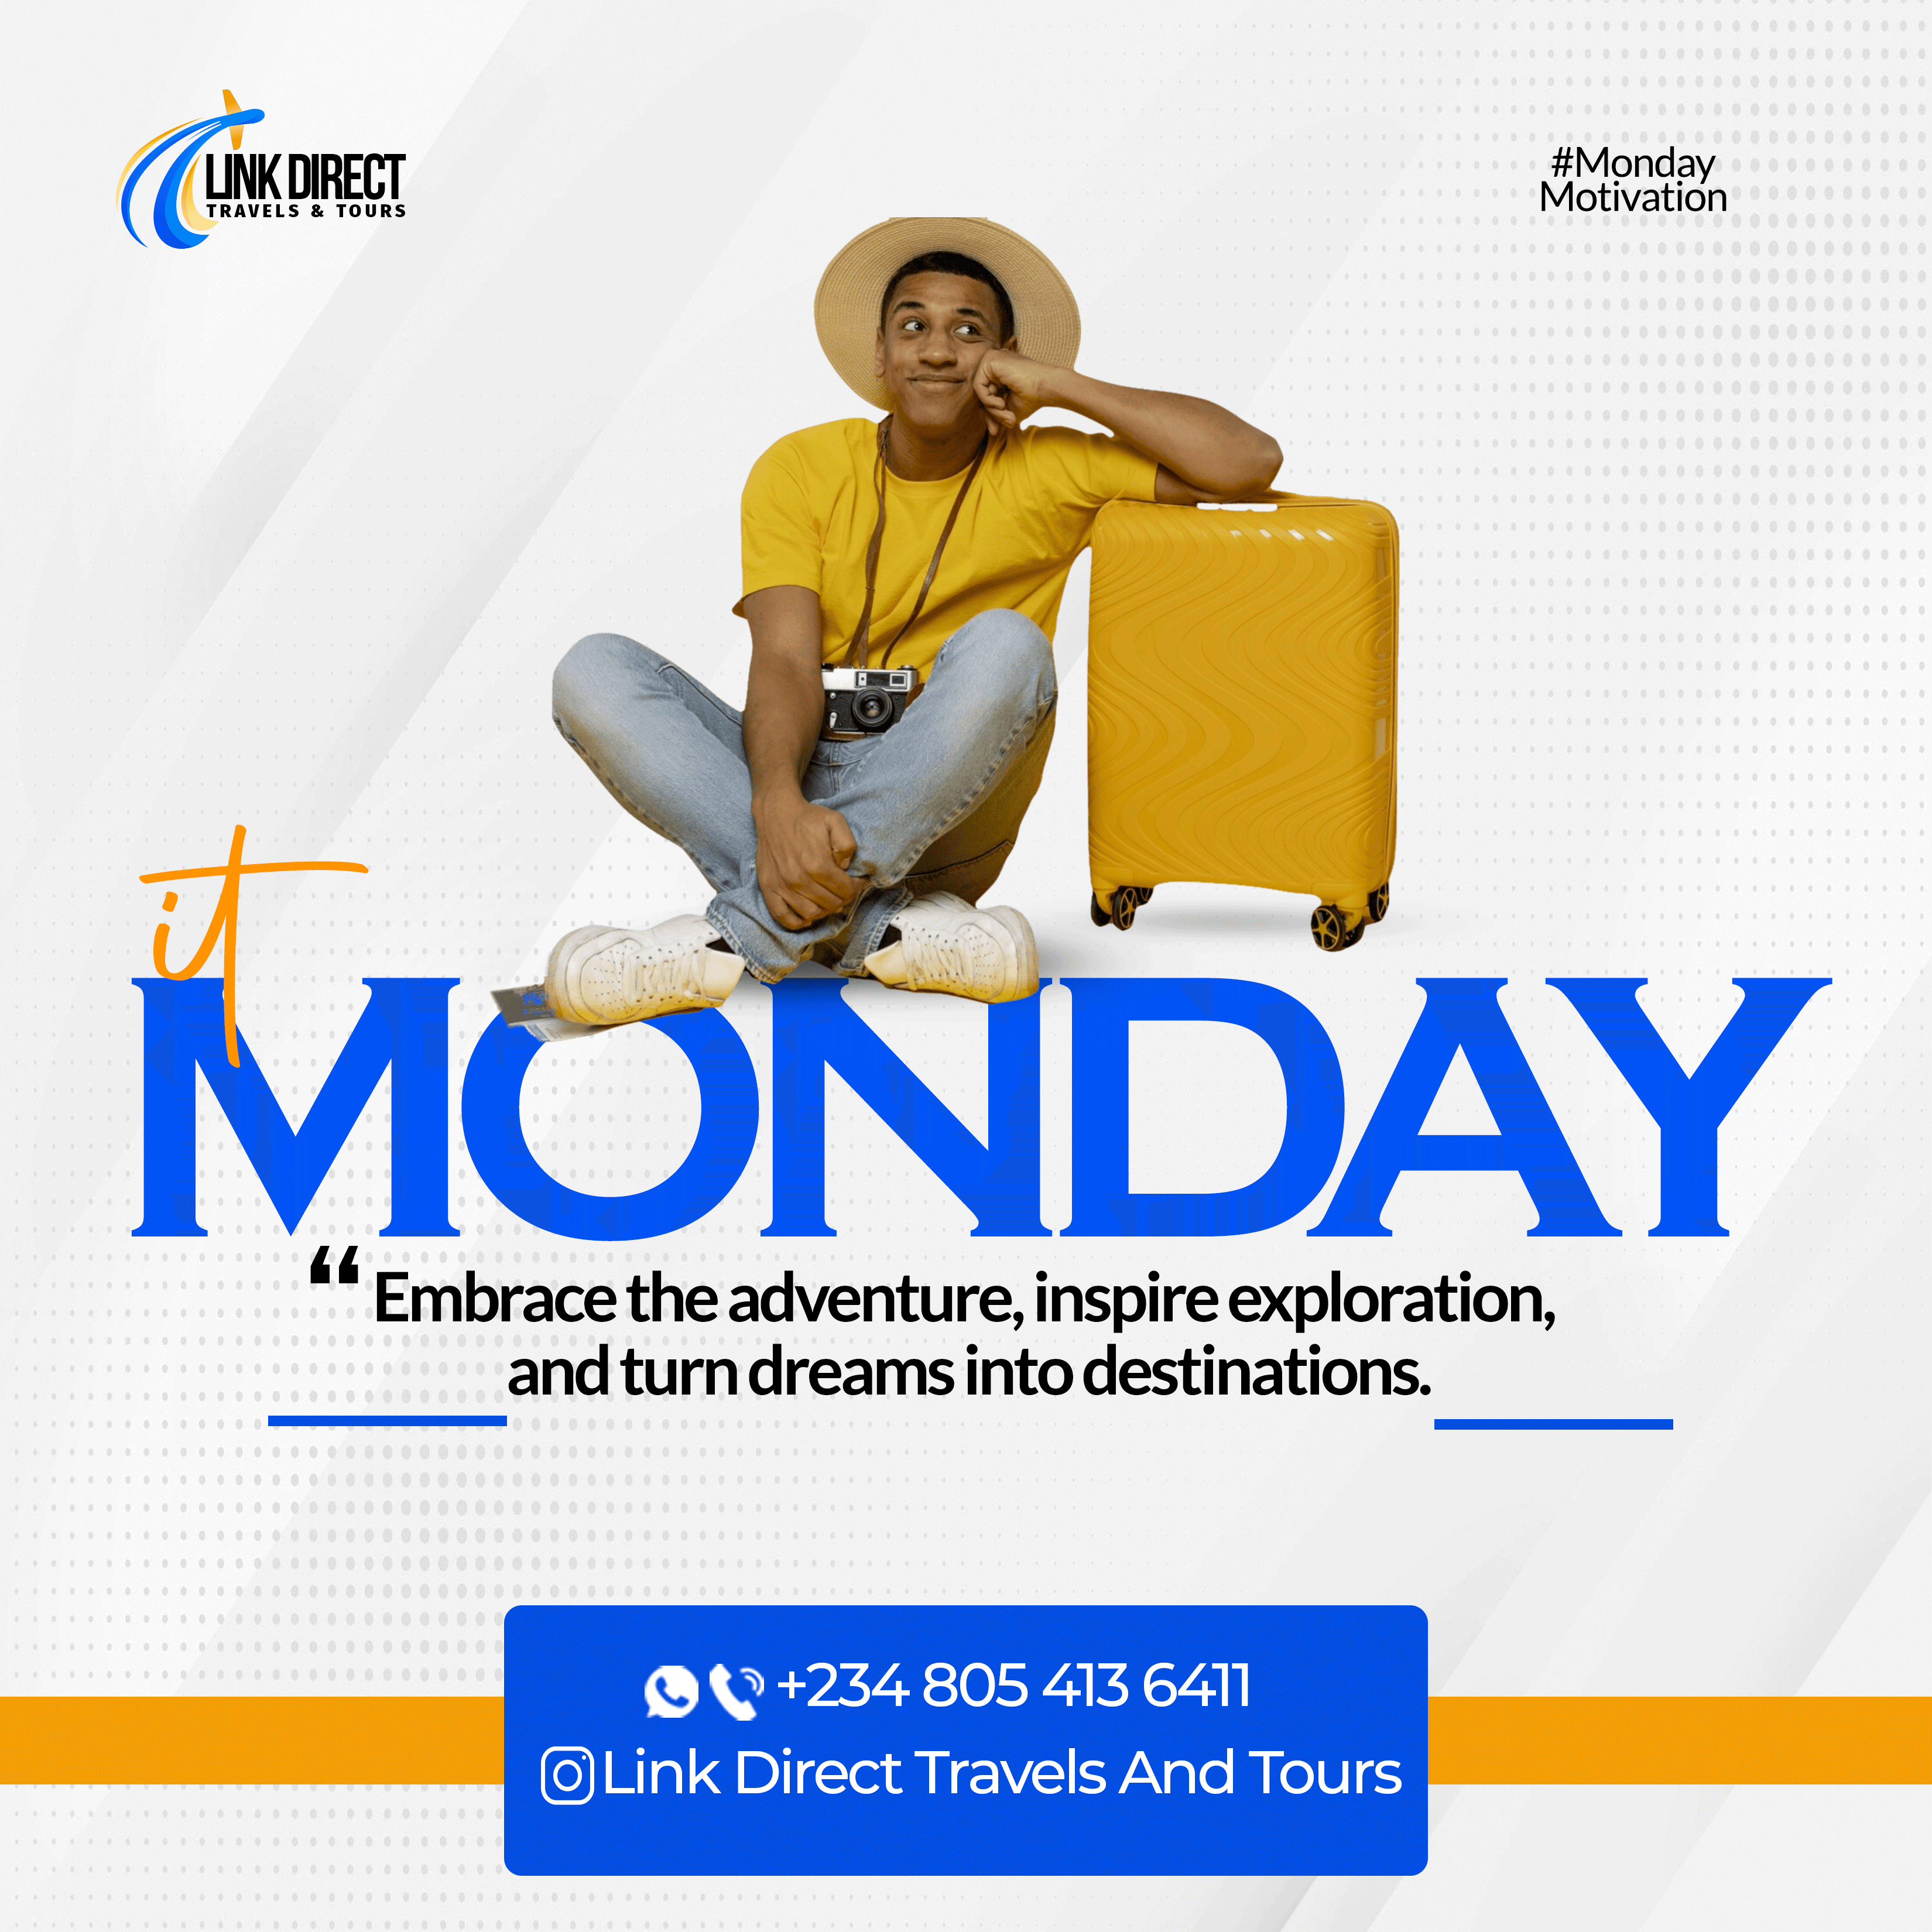 LINK DIRECT
TRAVELS & TOURS
#Monday
Motivation
it
MONDAY
“Embrace the adventure, inspire exploration,
and turn dreams into destinations.
+234 805 413 6411
Link Direct Travels And Tours